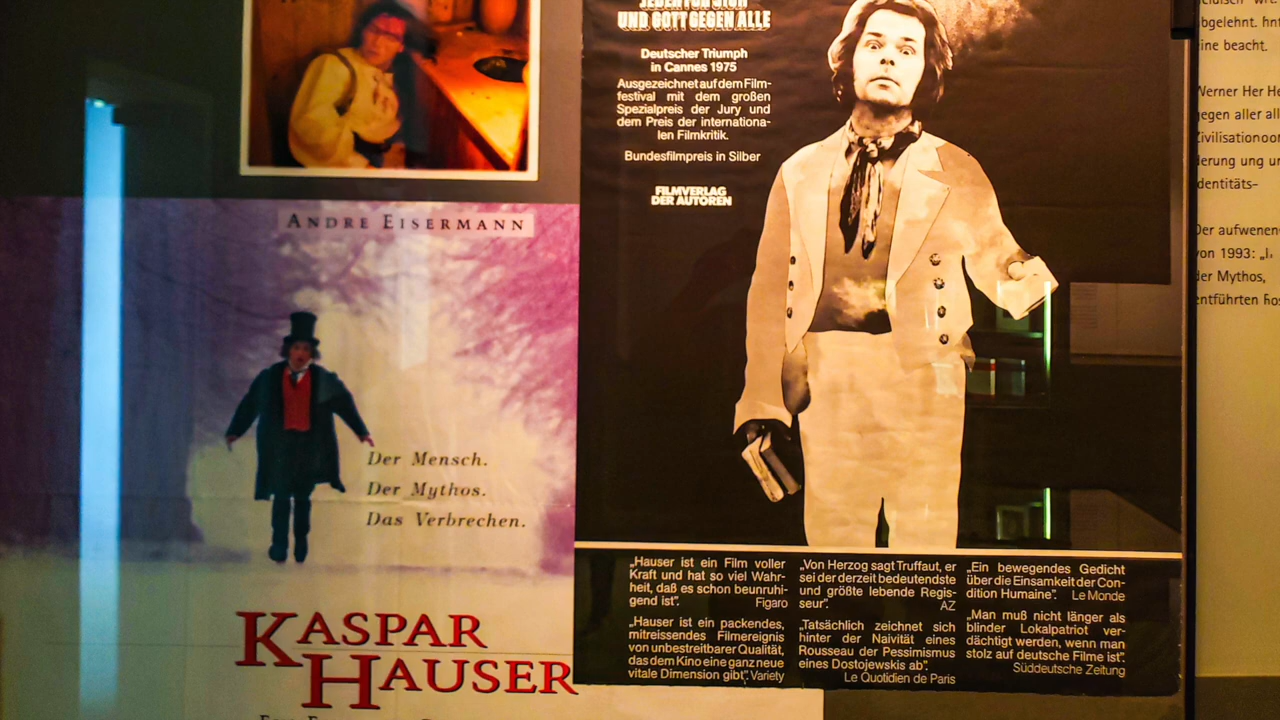 JEDER FÜR SICH
UND GOTT GEGEN ALLE
Deutscher Triumph
in Cannes 1975
Ausgezeichnet auf dem Film-
festival mit dem großen
Spezialpreis der Jury und
dem Preis der internationa-
len Filmkritik.
Bundesfilmpreis in Silber
FILMVERLAG
DER AUTOREN
„Hauser ist ein Film voller
Kraft und hat so viel Wahr-
heit, daß es schon beunruhi-
gend ist”. Figaro
„Hauser ist ein packendes,
mitreissendes Filmereignis
von unbestreitbarer Qualität,
das dem Kino eine ganz neue
vitale Dimension gibt”. Variety
„Von Herzog sagt Truffaut, er
sei der derzeit bedeutendste
und größte lebende Regis-
seur”. AZ
„Tatsächlich zeichnet sich
hinter der Naivität eines
Rousseau der Pessimismus
eines Dostojewskis ab”.
Le Quotidien de Paris
„Ein bewegendes Gedicht
über die Einsamkeit der Con-
dition Humaine”. Le Monde
„Man muß nicht länger als
blinder Lokalpatriot ver-
dächtigt werden, wenn man
stolz auf deutsche Filme ist”.
Süddeutsche Zeitung
ANDRE EISERMANN
Der Mensch.
Der Mythos.
Das Verbrechen.
KASPAR
HAUSER
abgelehnt.
eine beacht.
Werner Her He
gegen aller all
Zivilisationoor
derung ung un
Identitäts-
Der aufwenen
von 1993: „
der Mythos,
entführten